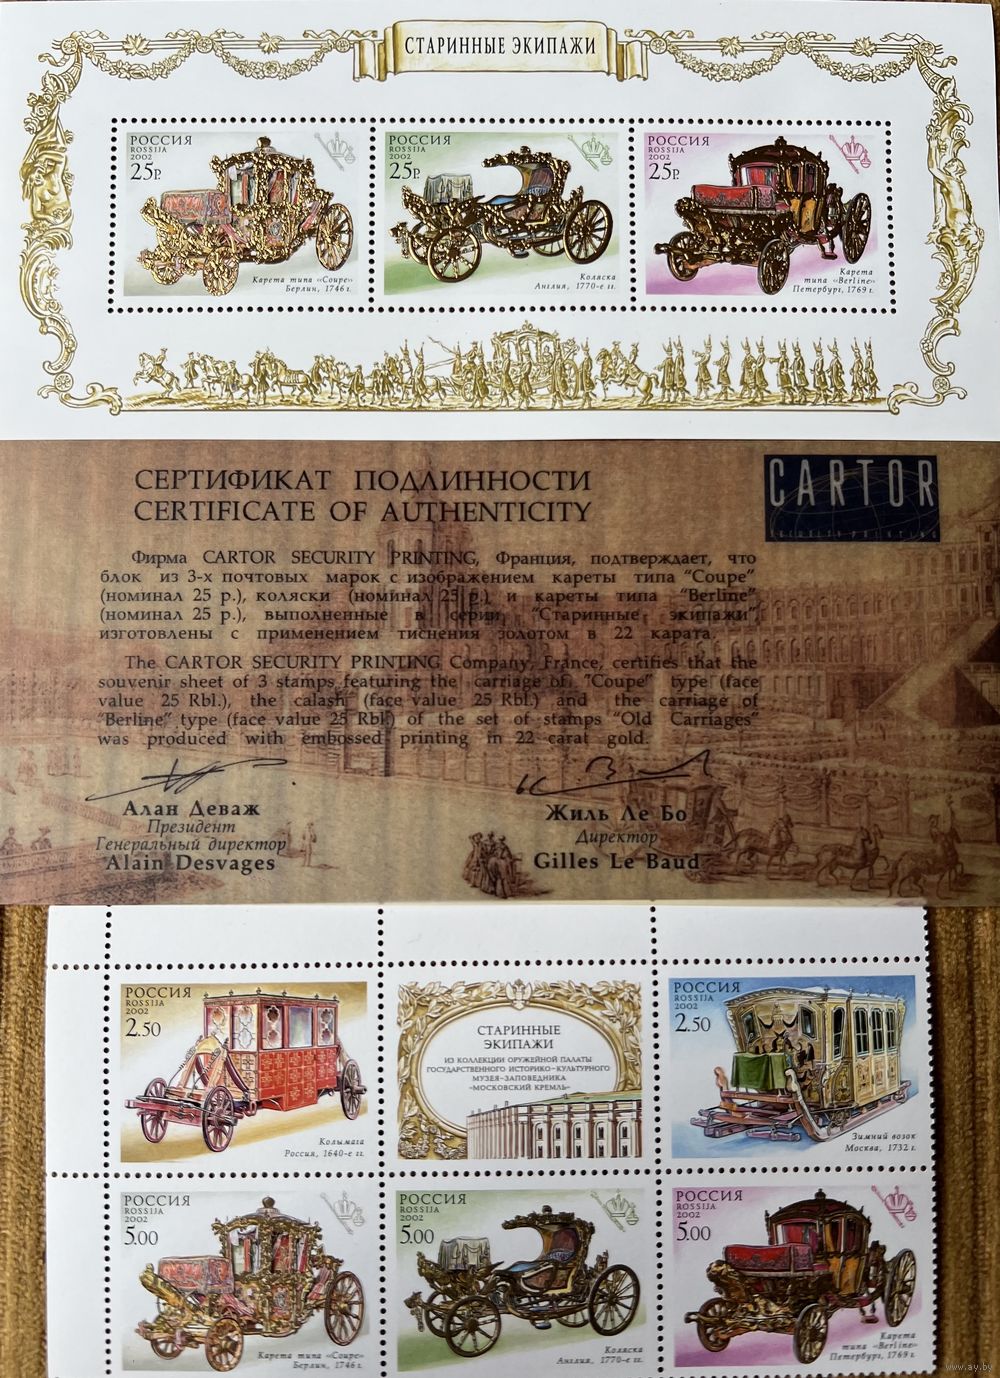 СТАРИННЫЕ ЭКИПАЖИ
РОССИЯ
ROSSIJA
2002
25Р.
Карета типа «Coupe»
Берлин, 1746 г.
РОССИЯ
ROSSIJA
2002
25Р.
Коляска
Англия, 1770-е гг.
РОССИЯ
ROSSIJA
2002
25Р.
Карета
типа «Berline»
Петербург, 1769 г.
СЕРТИФИКАТ ПОДЛИННОСТИ
CERTIFICATE OF AUTHENTICITY
CARTOR
SECURITY PRINTING
Фирма CARTOR SECURITY PRINTING, Франция, подтверждает, что
блок из 3-х почтовых марок с изображением кареты типа "Coupe"
(номинал 25 р.), коляски (номинал 25 р.) и кареты типа "Berline"
(номинал 25 р.), выполненные в серии "Старинные экипажи",
изготовлены с применением тиснения золотом в 22 карата.
The CARTOR SECURITY PRINTING Company, France, certifies that the
souvenir sheet of 3 stamps featuring the carriage of "Coupe" type (face
value 25 Rbl.), the calash (face value 25 Rbl.) and the carriage of
"Berline" type (face value 25 Rbl.) of the set of stamps "Old Carriages"
was produced with embossed printing in 22 carat gold.
Алан Деваж
Президент
Генеральный директор
Alain Desvages
Жиль Ле Бо
Директор
Gilles Le Baud
РОССИЯ
ROSSIJA
2002
2.50
Колымага
Россия, 1640-е гг.
СТАРИННЫЕ
ЭКИПАЖИ
ИЗ КОЛЛЕКЦИИ ОРУЖЕЙНОЙ ПАЛАТЫ
ГОСУДАРСТВЕННОГО ИСТОРИКО-КУЛЬТУРНОГО
МУЗЕЯ-ЗАПОВЕДНИКА
«МОСКОВСКИЙ КРЕМЛЬ»
РОССИЯ
ROSSIJA
2002
2.50
Зимний возок
Москва, 1732 г.
РОССИЯ
ROSSIJA
2002
5.00
Карета типа «Coupe»
Берлин, 1746 г.
РОССИЯ
ROSSIJA
2002
5.00
Коляска
Англия, 1770-е гг.
РОССИЯ
ROSSIJA
2002
5.00
Карета
типа «Berline»
Петербург, 1769 г.
www.ay.by